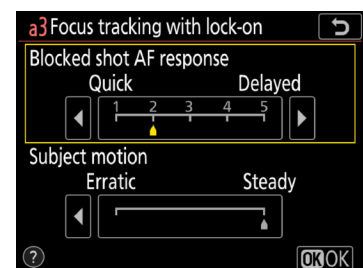 a3 Focus tracking with lock-on
Blocked shot AF response
Quick Delayed
1 2 3 4 5
Subject motion
Erratic Steady
? OK OK